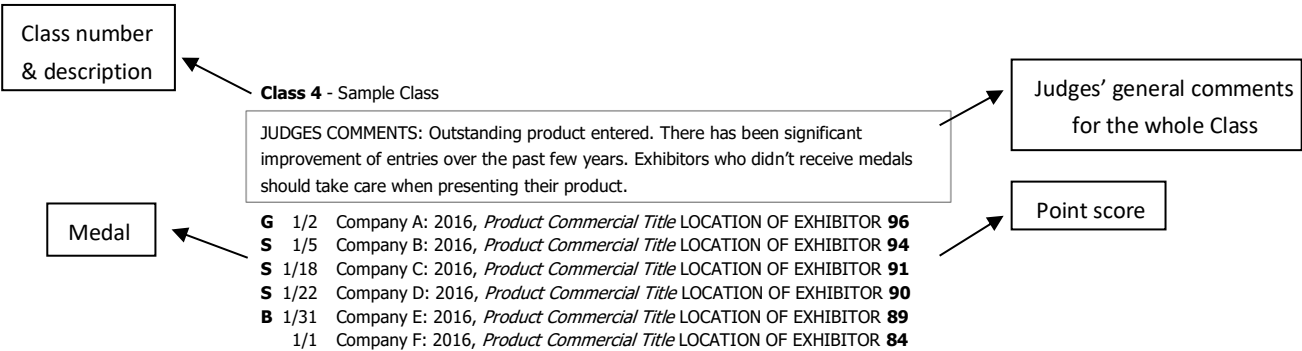 Class number
& description
Class 4 - Sample Class
Judges’ general comments
for the whole Class
JUDGES COMMENTS: Outstanding product entered. There has been significant
improvement of entries over the past few years. Exhibitors who didn’t receive medals
should take care when presenting their product.
Medal
Point score
G 1/2 Company A: 2016, Product Commercial Title LOCATION OF EXHIBITOR 96
S 1/5 Company B: 2016, Product Commercial Title LOCATION OF EXHIBITOR 94
S 1/18 Company C: 2016, Product Commercial Title LOCATION OF EXHIBITOR 91
S 1/22 Company D: 2016, Product Commercial Title LOCATION OF EXHIBITOR 90
B 1/31 Company E: 2016, Product Commercial Title LOCATION OF EXHIBITOR 89
1/1 Company F: 2016, Product Commercial Title LOCATION OF EXHIBITOR 84